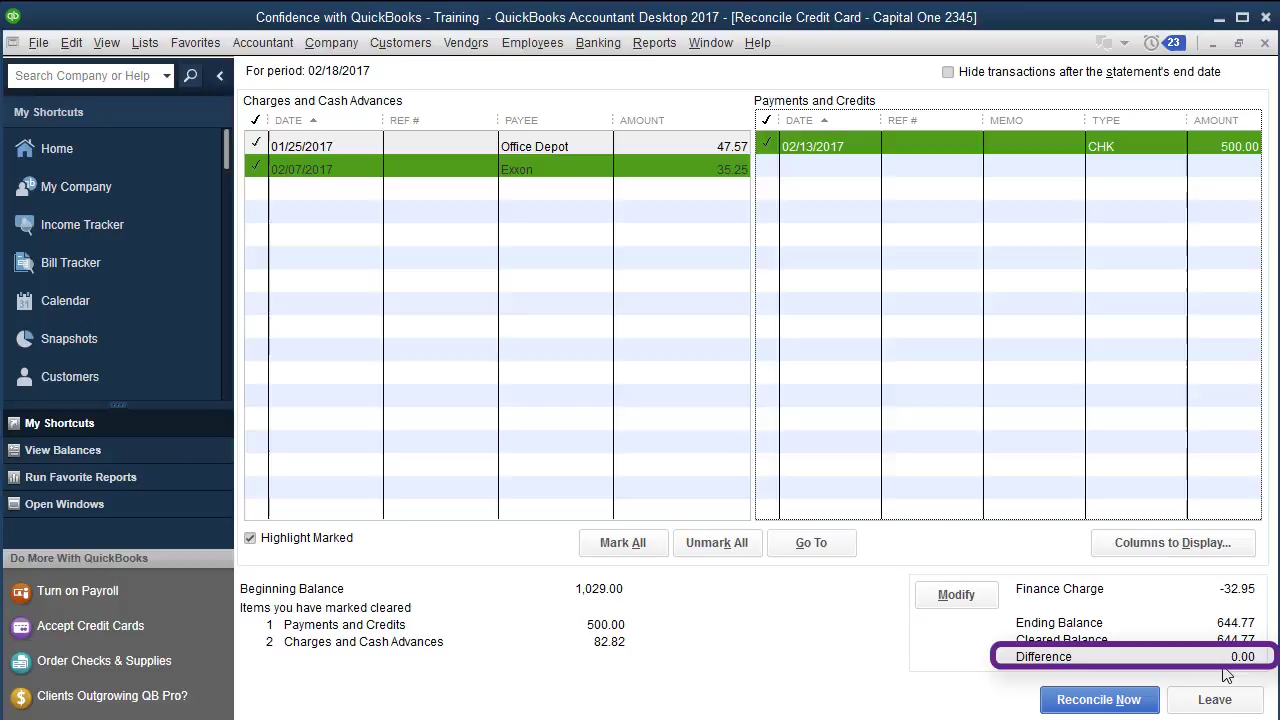 Confidence with QuickBooks - Training - QuickBooks Accountant Desktop 2017 - [Reconcile Credit Card - Capital One 2345]
File Edit View Lists Favorites Accountant Company Customers Vendors Employees Banking Reports Window Help 23
Search Company or Help
My Shortcuts
Home
My Company
Income Tracker
Bill Tracker
Calendar
Snapshots
Customers
My Shortcuts
View Balances
Run Favorite Reports
Open Windows
Do More With QuickBooks
Turn on Payroll
Accept Credit Cards
Order Checks & Supplies
Clients Outgrowing QB Pro?
For period: 02/18/2017
Hide transactions after the statement's end date
Charges and Cash Advances
DATE REF # PAYEE AMOUNT
01/25/2017 Office Depot 47.57
02/07/2017 Exxon 35.25
Payments and Credits
DATE REF # MEMO TYPE AMOUNT
02/13/2017 CHK 500.00
Highlight Marked
Mark All Unmark All Go To Columns to Display...
Beginning Balance 1,029.00
Items you have marked cleared
1 Payments and Credits 500.00
2 Charges and Cash Advances 82.82
Modify
Finance Charge -32.95
Ending Balance 644.77
Cleared Balance 644.77
Difference 0.00
Reconcile Now Leave